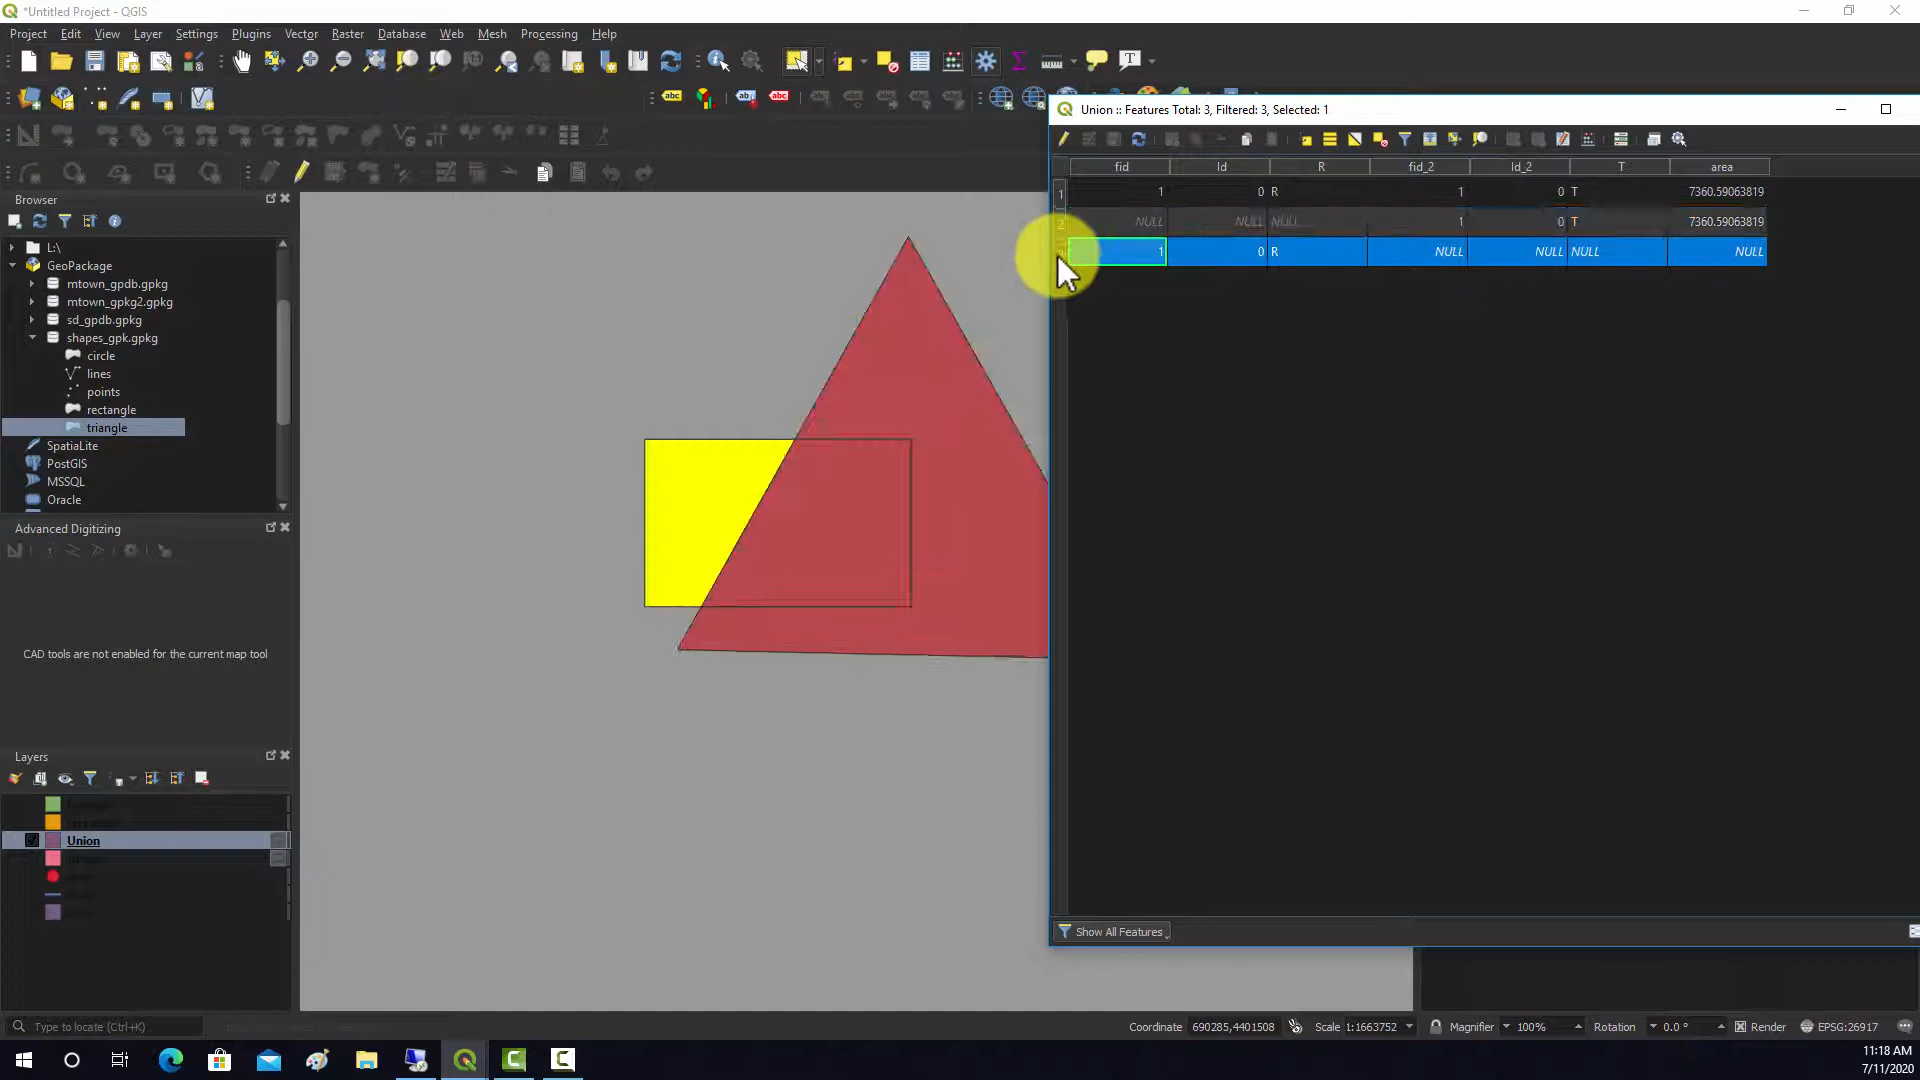 *Untitled Project - QGIS
Project Edit View Layer Settings Plugins Vector Raster Database Web Mesh Processing Help
abc abc abc
Union :: Features Total: 3, Filtered: 3, Selected: 1
fid Id R fid_2 Id_2 T area
1 1 0 R 1 0 T 7360.59063819
2 NULL NULL NULL 1 0 T 7360.59063819
1 0 R NULL NULL NULL NULL
Browser
L:\
GeoPackage
mtown_gpdb.gpkg
mtown_gpkg2.gpkg
sd_gpdb.gpkg
shapes_gpk.gpkg
circle
lines
points
rectangle
triangle
SpatiaLite
PostGIS
MSSQL
Oracle
Advanced Digitizing
CAD tools are not enabled for the current map tool
Layers
Union
Show All Features
Type to locate (Ctrl+K)
Coordinate 690285,4401508 Scale 1:1663752 Magnifier 100% Rotation 0.0 ° Render EPSG:26917
11:18 AM
7/11/2020